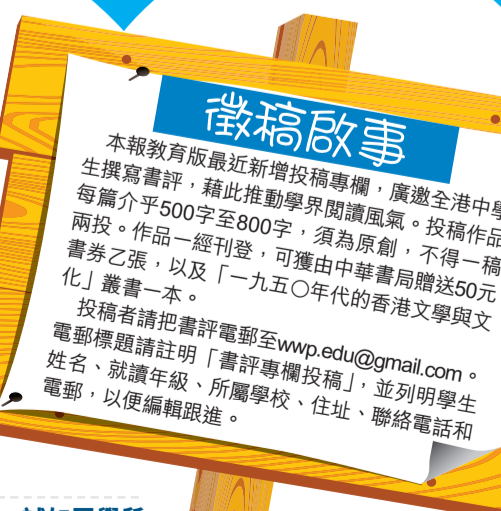 徵稿啟事
本報教育版最近新增投稿專欄，廣邀全港中學
生撰寫書評，藉此推動學界閱讀風氣。投稿作品
每篇介乎500字至800字，須為原創，不得一稿
兩投。作品一經刊登，可獲由中華書局贈送50元
書券乙張，以及「一九五○年代的香港文學與文
化」叢書一本。
投稿者請把書評電郵至wwp.edu@gmail.com。
電郵標題請註明「書評專欄投稿」，並列明學生
姓名、就讀年級、所屬學校、住址、聯絡電話和
電郵，以便編輯跟進。